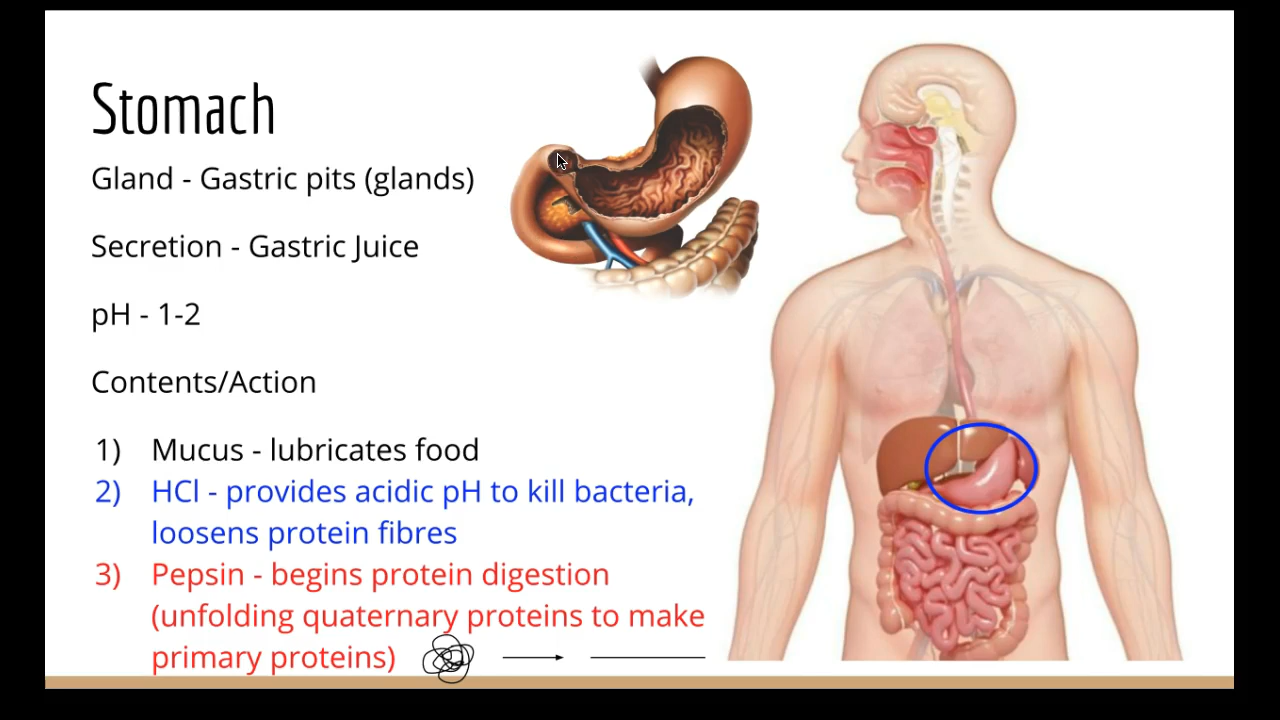 Stomach
Gland - Gastric pits (glands)
Secretion - Gastric Juice
pH - 1-2
Contents/Action
1) Mucus - lubricates food
2) HCl - provides acidic pH to kill bacteria,
loosens protein fibres
3) Pepsin - begins protein digestion
(unfolding quaternary proteins to make
primary proteins)